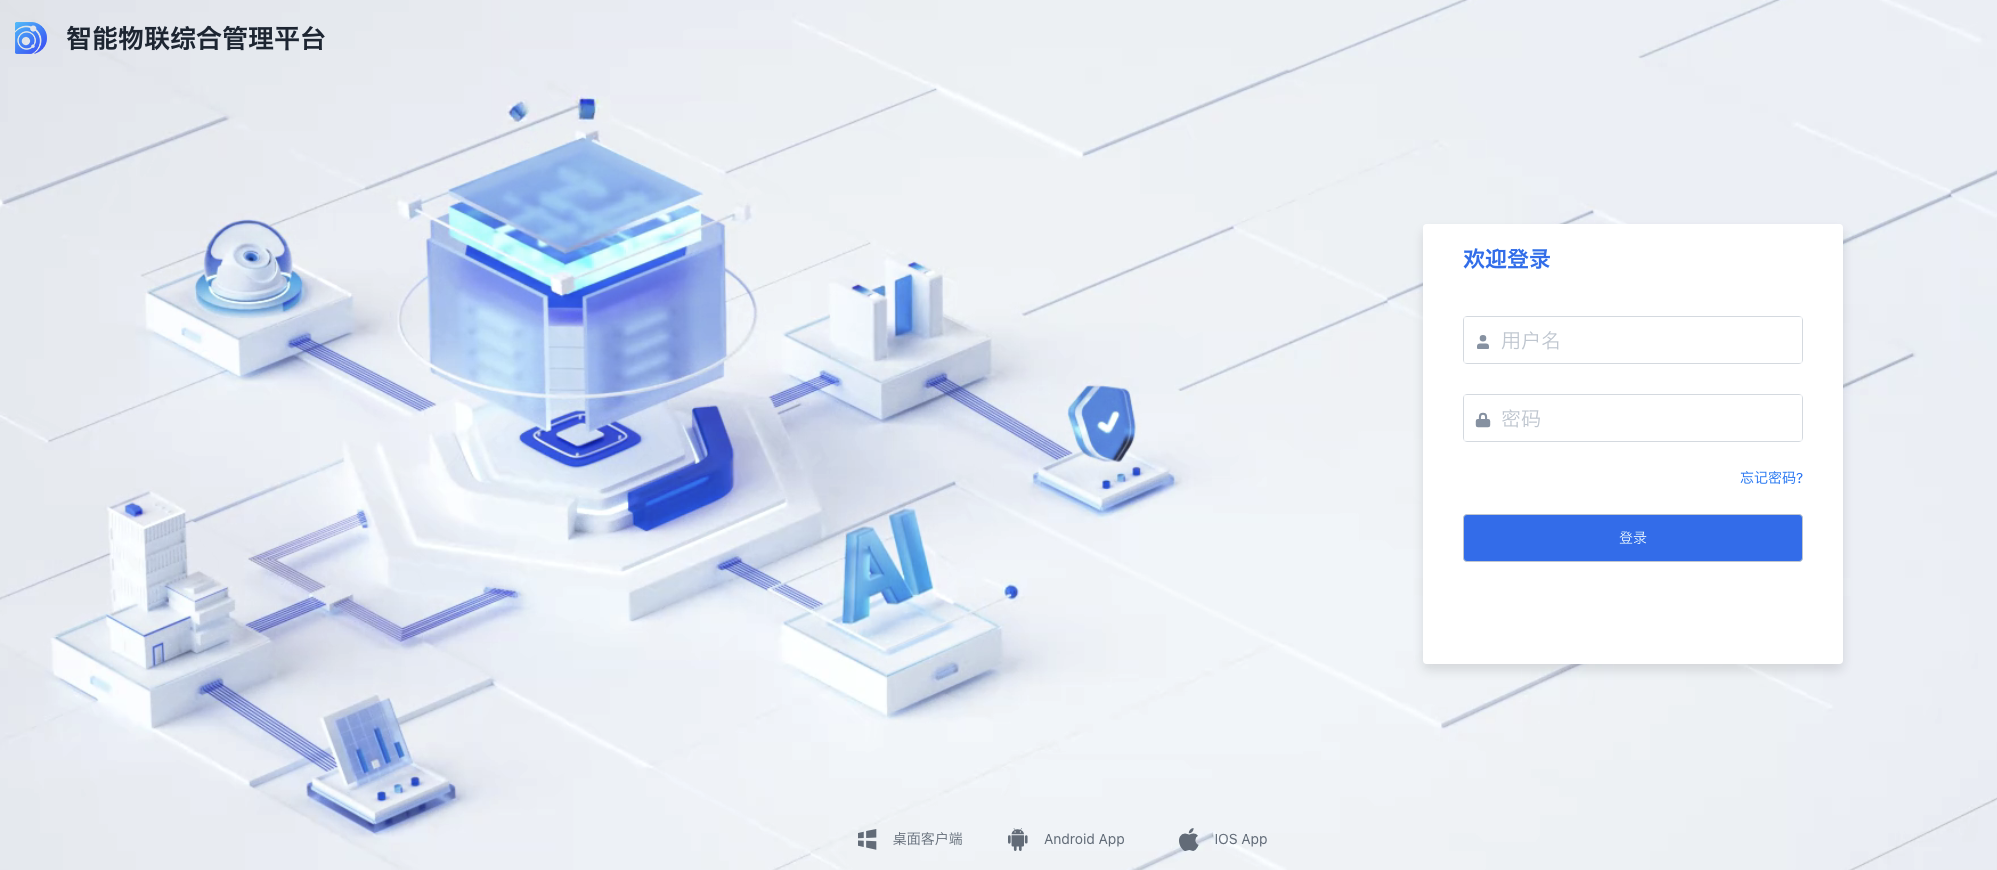 智能物联综合管理平台
欢迎登录
用户名
密码
忘记密码?
登录
AI
桌面客户端
Android App
IOS App